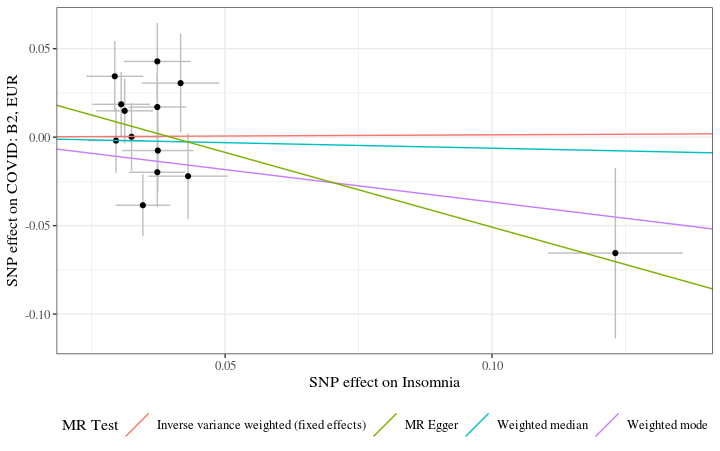 SNP effect on COVID: B2, EUR
0.05
0.00
-0.05
-0.10
0.05
0.10
SNP effect on Insomnia
MR Test
Inverse variance weighted (fixed effects)
MR Egger
Weighted median
Weighted mode